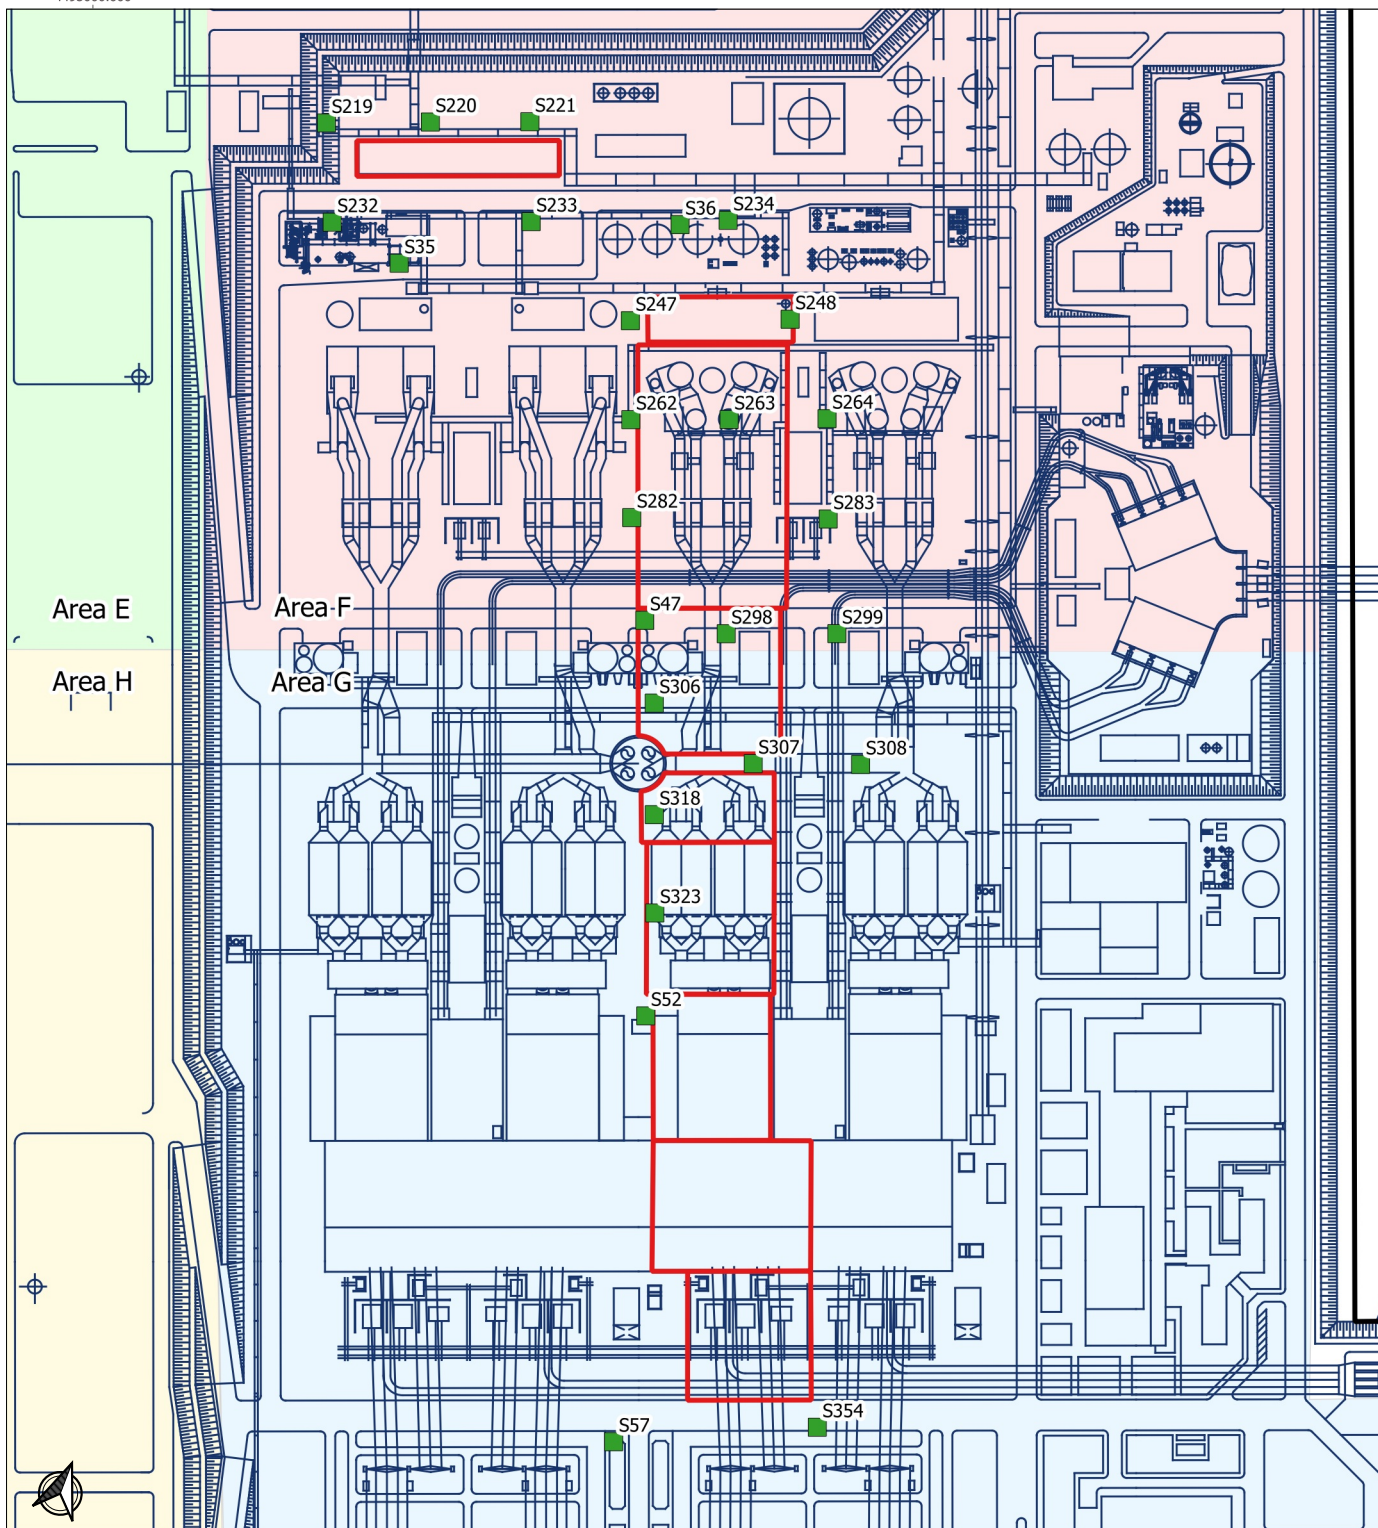 S219 S220 S221
S232 S233 S36 S234
S35
S247 S248
S262 S263 S264
S282 S283
Area E Area F S47
S298 S299
Area H Area G S306
S307 S308
S318
S323
S52
S57 S354